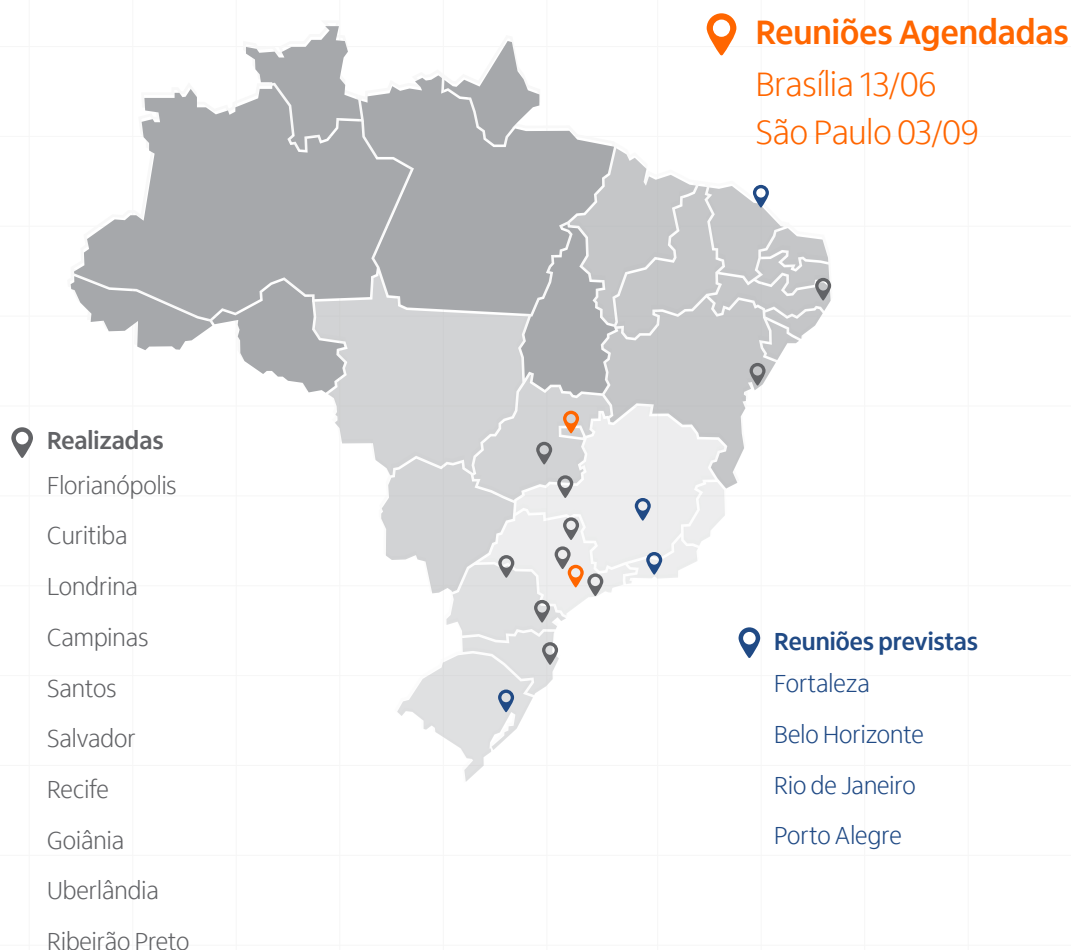 Reuniões Agendadas
Brasília 13/06
São Paulo 03/09
Realizadas
Florianópolis
Curitiba
Londrina
Campinas
Santos
Salvador
Recife
Goiânia
Uberlândia
Ribeirão Preto
Reuniões previstas
Fortaleza
Belo Horizonte
Rio de Janeiro
Porto Alegre